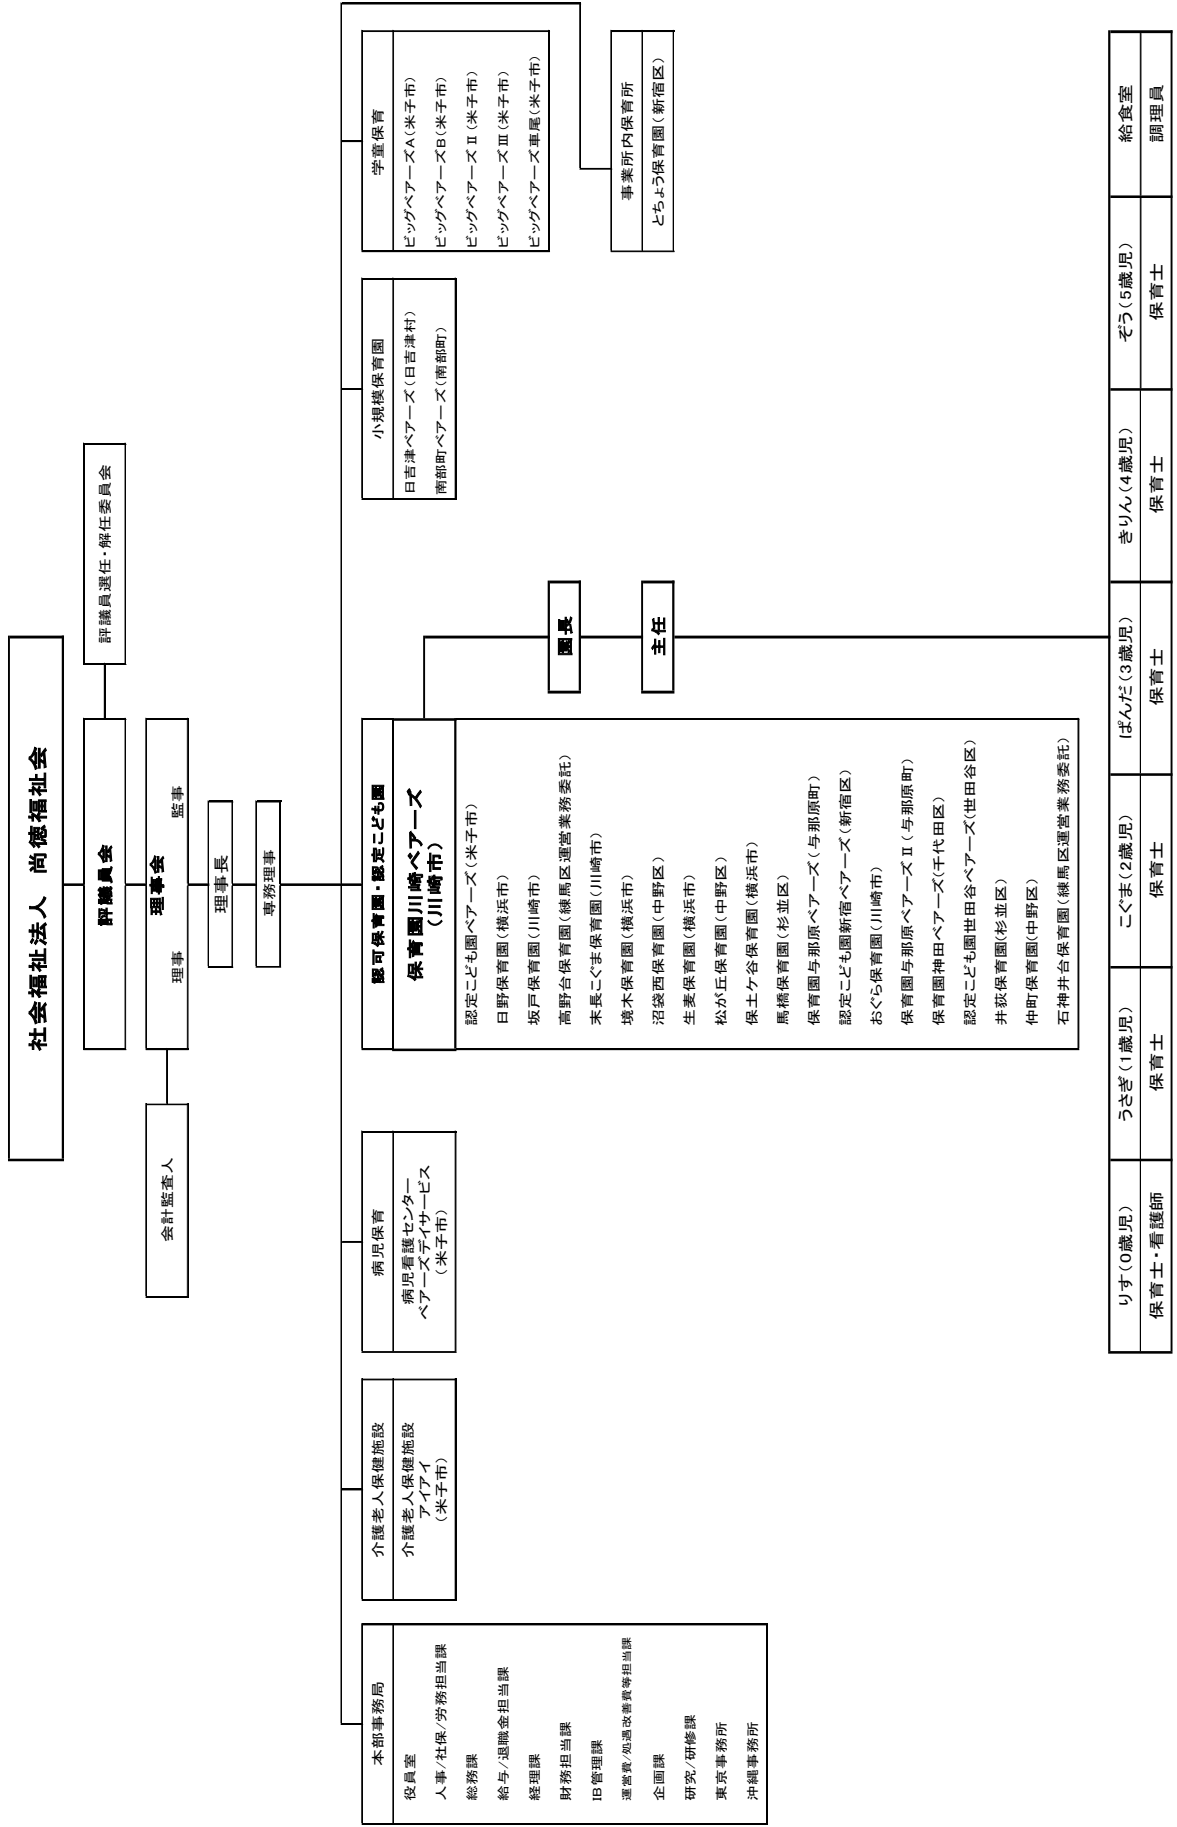 社会福祉法人　尚徳福祉会
評議員会
評議員選任・解任委員会
理事会
理事　監事
会計監査人
理事長
専務理事
本部事務局
役員室
人事/社保/労務担当課
総務課
給与/退職金担当課
経理課
財務担当課
IB管理課
運営費/処遇改善費等担当課
企画課
研究/研修課
東京事務所
沖縄事務所
介護老人保健施設
介護老人保健施設
アイアイ
（米子市）
病児保育
病児看護センター
ベアーズデイサービス
（米子市）
認可保育園・認定こども園
保育園川崎ベアーズ
（川崎市）
認定こども園ベアーズ（米子市）
日野保育園（横浜市）
坂戸保育園（川崎市）
高野台保育園（練馬区運営業務委託）
末長こぐま保育園（川崎市）
境木保育園（横浜市）
沼袋西保育園（中野区）
生麦保育園（横浜市）
松が丘保育園（中野区）
保土ケ谷保育園（横浜市）
馬橋保育園（杉並区）
保育園与那原ベアーズ（与那原町）
認定こども園新宿ベアーズ（新宿区）
おぐら保育園（川崎市）
保育園与那原ベアーズⅡ（与那原町）
保育園神田ベアーズ(千代田区)
認定こども園世田谷ベアーズ(世田谷区)
井荻保育園(杉並区)
仲町保育園(中野区)
石神井台保育園（練馬区運営業務委託）
小規模保育園
日吉津ベアーズ（日吉津村）
南部町ベアーズ（南部町）
学童保育
ビッグベアーズA（米子市）
ビッグベアーズB（米子市）
ビッグベアーズⅡ（米子市）
ビッグベアーズⅢ（米子市）
ビッグベアーズ車尾（米子市）
事業所内保育所
とちょう保育園（新宿区）
園長
主任
りす（0歳児）　うさぎ（1歳児）　こぐま（2歳児）　ぱんだ（3歳児）　きりん（4歳児）　ぞう（5歳児）　給食室
保育士・看護師　保育士　保育士　保育士　保育士　保育士　調理員